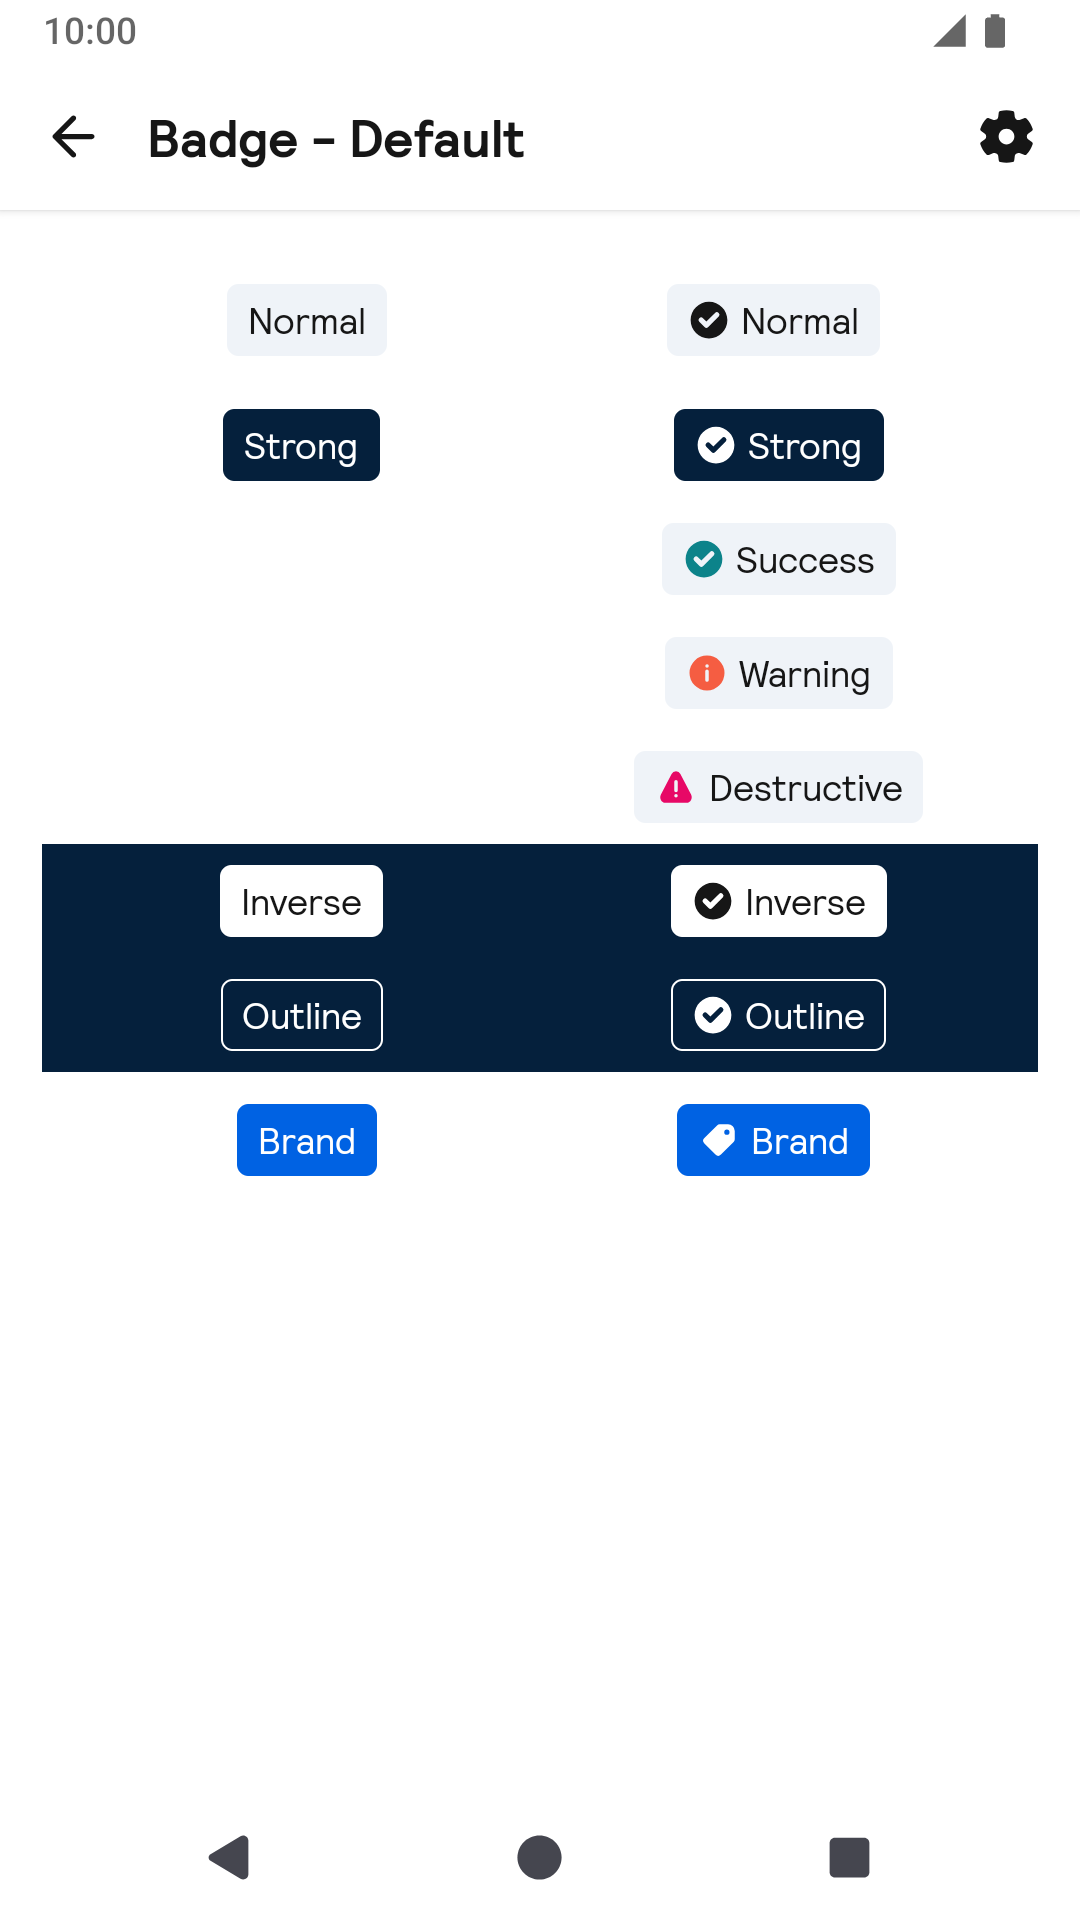 10:00
Badge – Default
Normal Normal
Strong Strong
Success
Warning
Destructive
Inverse Inverse
Outline Outline
Brand Brand